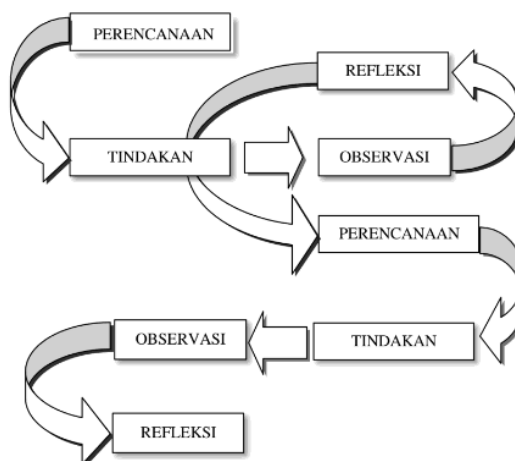 PERENCANAAN
REFLEKSI
TINDAKAN
OBSERVASI
PERENCANAAN
OBSERVASI
TINDAKAN
REFLEKSI